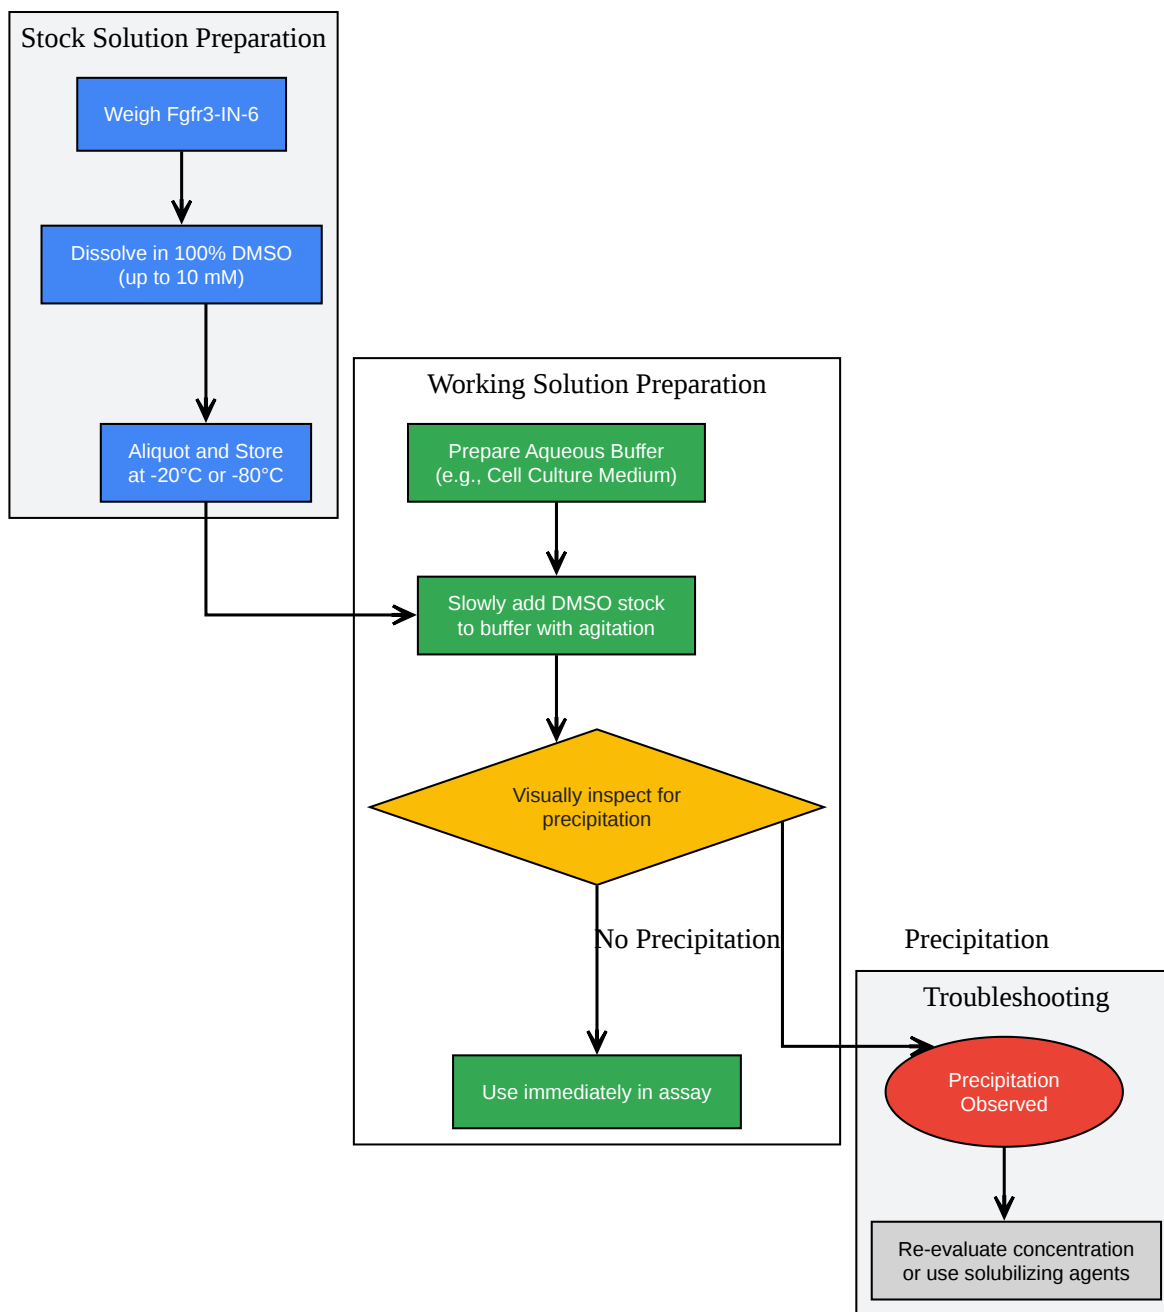 Stock Solution Preparation
Weigh Fgfr3-IN-6
Dissolve in 100% DMSO
(up to 10 mM)
Aliquot and Store
at -20°C or -80°C
Working Solution Preparation
Prepare Aqueous Buffer
(e.g., Cell Culture Medium)
Slowly add DMSO stock
to buffer with agitation
Visually inspect for
precipitation
No Precipitation
Use immediately in assay
Precipitation
Troubleshooting
Precipitation
Observed
Re-evaluate concentration
or use solubilizing agents